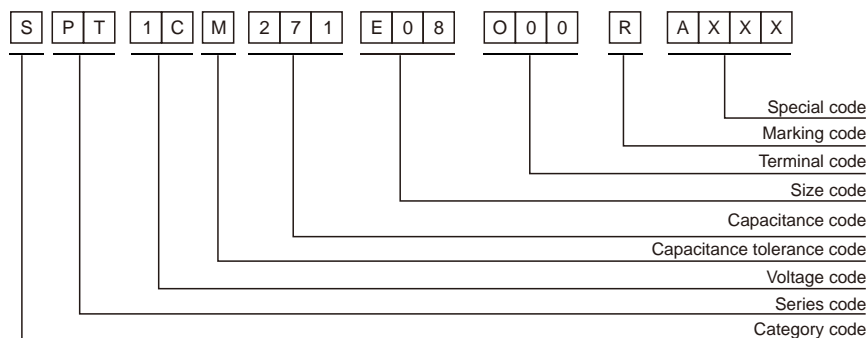 S P T 1 C M 2 7 1 E 0 8 O 0 0 R A X X X
Special code
Marking code
Terminal code
Size code
Capacitance code
Capacitance tolerance code
Voltage code
Series code
Category code